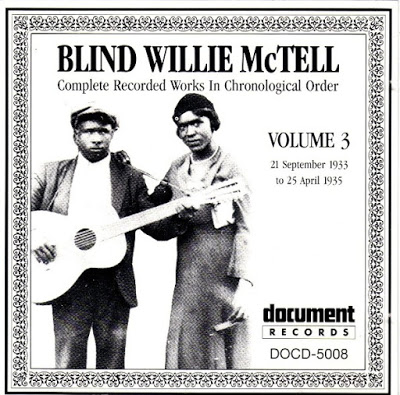 BLIND WILLIE McTELL
Complete Recorded Works In Chronological Order
VOLUME 3
21 September 1933
to 25 April 1935
document
RECORDS
DOCD-5008